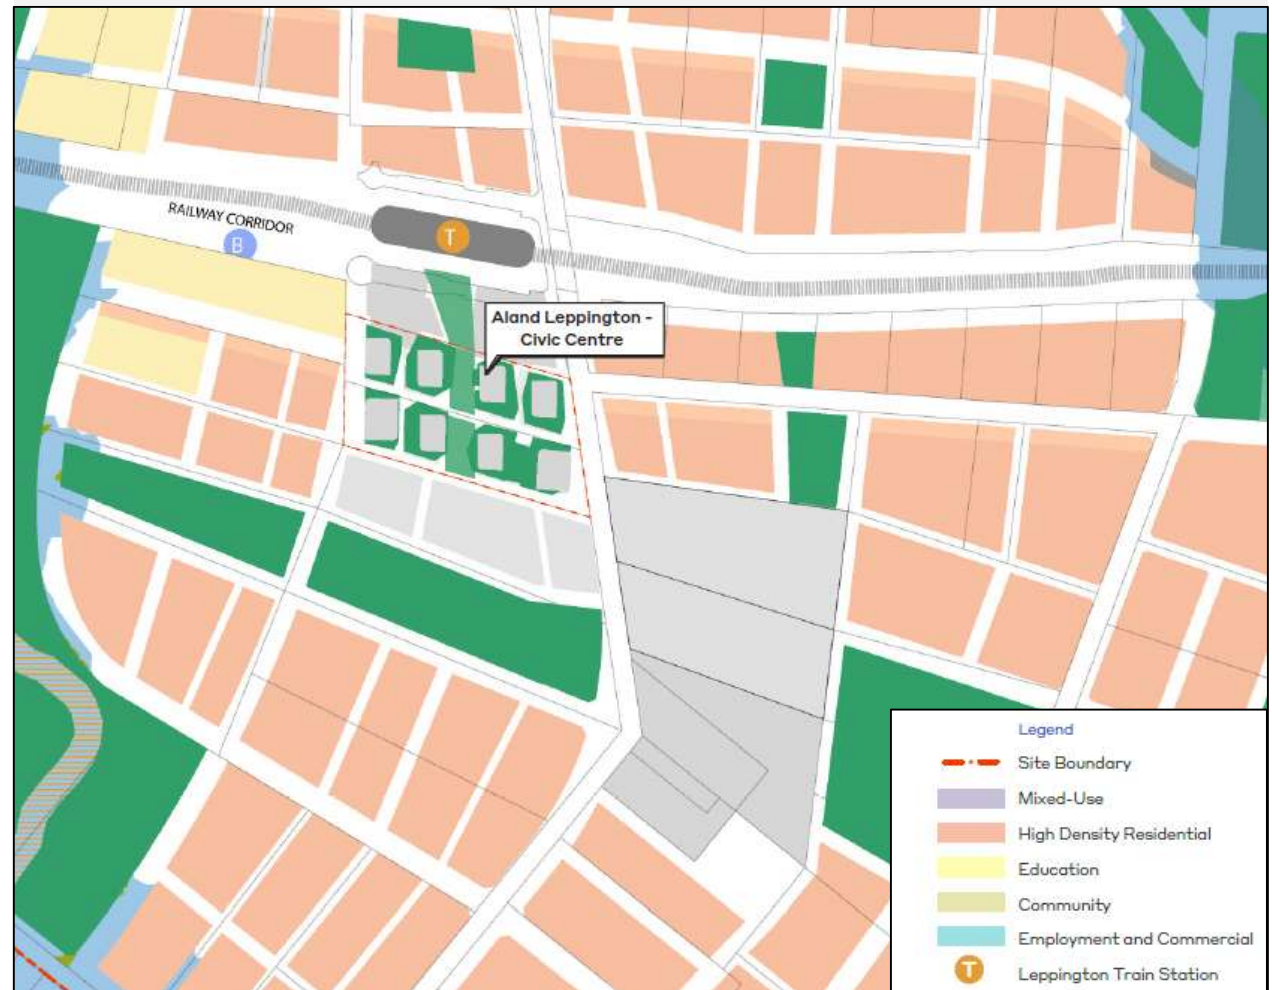 RAILWAY CORRIDOR
B
T
Aland Leppington -
Civic Centre
Legend
Site Boundary
Mixed-Use
High Density Residential
Education
Community
Employment and Commercial
T
Leppington Train Station